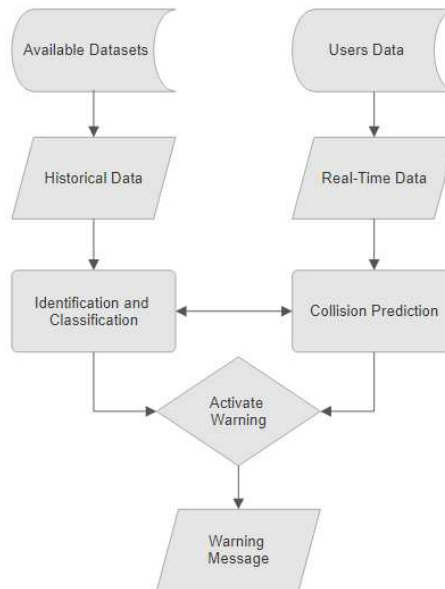 Available Datasets
Users Data
Historical Data
Real-Time Data
Identification and
Classification
Collision Prediction
Activate
Warning
Warning
Message